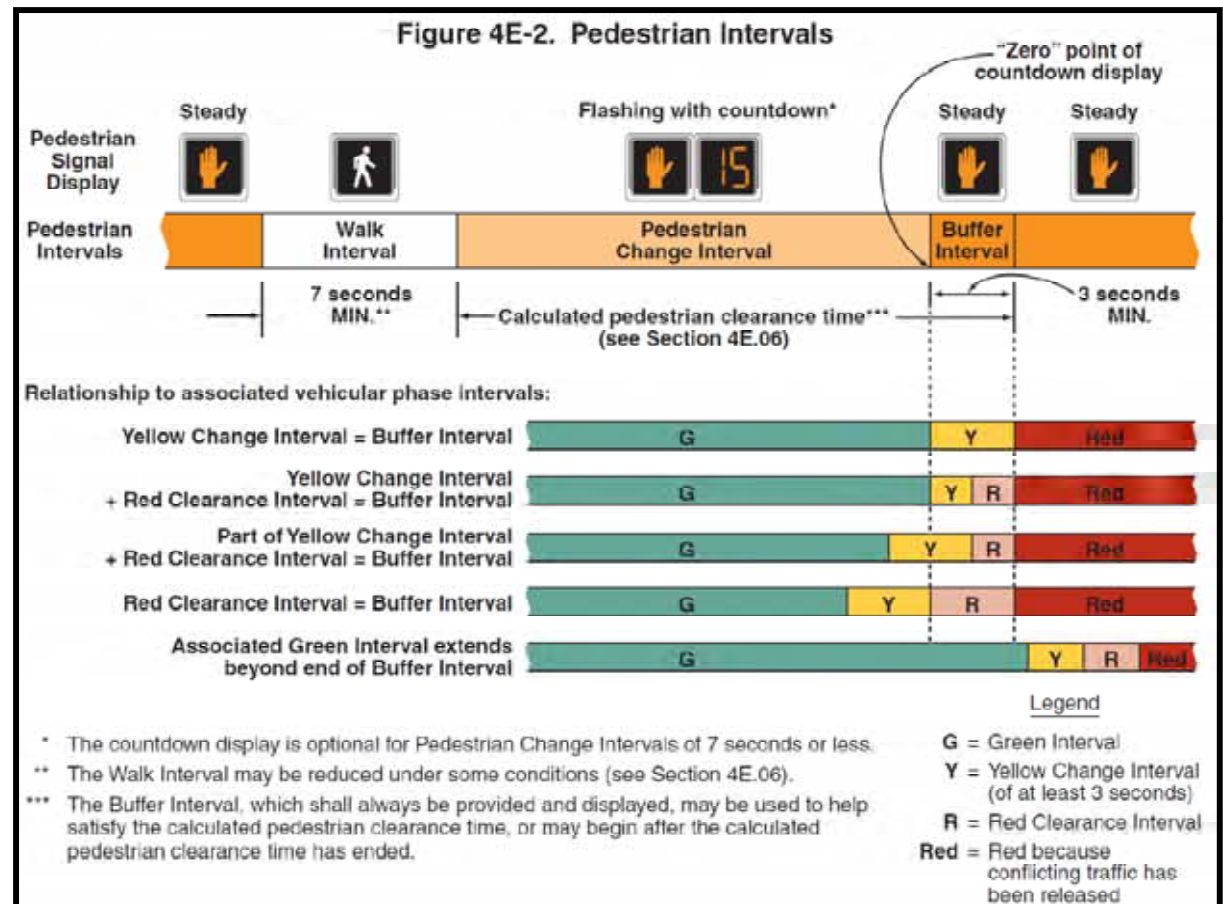 Figure 4E-2. Pedestrian Intervals
"Zero" point of
countdown display
Steady
Flashing with countdown*
Steady
Steady
Pedestrian
Signal
Display
15
Pedestrian
Intervals
Walk
Interval
Pedestrian
Change Interval
Buffer
Interval
7 seconds
MIN.**
Calculated pedestrian clearance time***
(see Section 4E.06)
3 seconds
MIN.
Relationship to associated vehicular phase intervals:
Yellow Change Interval = Buffer Interval
G Y Red
Yellow Change Interval
+ Red Clearance Interval = Buffer Interval
G Y R Red
Part of Yellow Change Interval
+ Red Clearance Interval = Buffer Interval
G Y R Red
Red Clearance Interval = Buffer Interval
G Y R Red
Associated Green Interval extends
beyond end of Buffer Interval
G Y R Red
* The countdown display is optional for Pedestrian Change Intervals of 7 seconds or less.
** The Walk Interval may be reduced under some conditions (see Section 4E.06).
*** The Buffer Interval, which shall always be provided and displayed, may be used to help
satisfy the calculated pedestrian clearance time, or may begin after the calculated
pedestrian clearance time has ended.
Legend
G = Green Interval
Y = Yellow Change Interval
(of at least 3 seconds)
R = Red Clearance Interval
Red = Red because
conflicting traffic has
been released